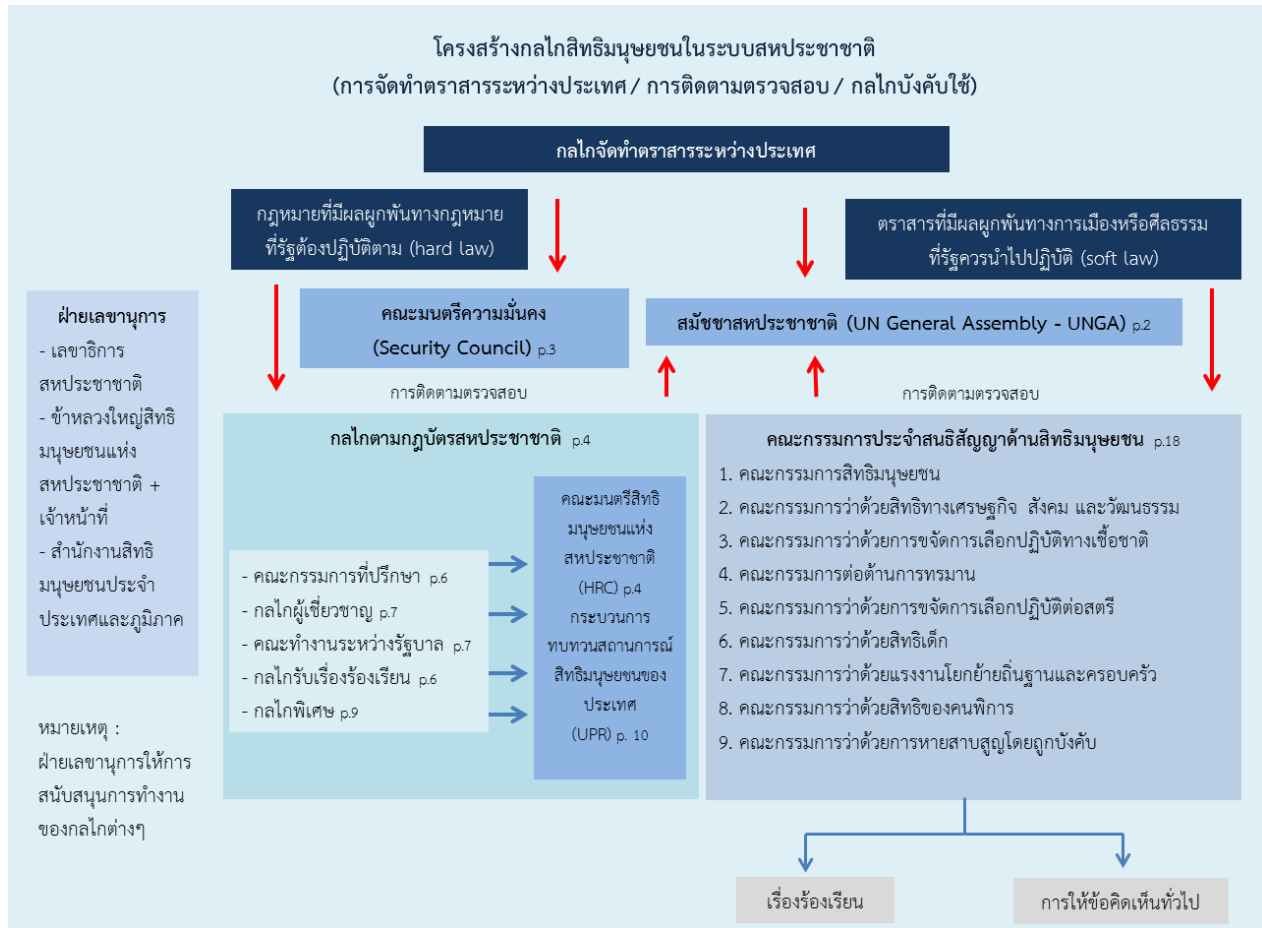 โครงสร้างกลไกสิทธิมนุษยชนในระบบสหประชาชาติ
(การจัดทำตราสารระหว่างประเทศ / การติดตามตรวจสอบ / กลไกบังคับใช้)
กลไกจัดทำตราสารระหว่างประเทศ
กฎหมายที่มีผลผูกพันทางกฎหมาย
ที่รัฐต้องปฏิบัติตาม (hard law)
ตราสารที่มีผลผูกพันทางการเมืองหรือศีลธรรม
ที่รัฐควรนำไปปฏิบัติ (soft law)
ฝ่ายเลขานุการ
- เลขาธิการ
สหประชาชาติ
- ข้าหลวงใหญ่สิทธิ
มนุษยชนแห่ง
สหประชาชาติ +
เจ้าหน้าที่
- สำนักงานสิทธิ
มนุษยชนประจำ
ประเทศและภูมิภาค
หมายเหตุ :
ฝ่ายเลขานุการให้การ
สนับสนุนการทำงาน
ของกลไกต่างๆ
คณะมนตรีความมั่นคง
(Security Council) p.3
สมัชชาสหประชาชาติ (UN General Assembly - UNGA) p.2
การติดตามตรวจสอบ
การติดตามตรวจสอบ
กลไกตามกฎบัตรสหประชาชาติ p.4
- คณะกรรมการที่ปรึกษา p.6
- กลไกผู้เชี่ยวชาญ p.7
- คณะทำงานระหว่างรัฐบาล p.7
- กลไกรับเรื่องร้องเรียน p.6
- กลไกพิเศษ p.9
คณะมนตรีสิทธิ
มนุษยชนแห่ง
สหประชาชาติ
(HRC) p.4
กระบวนการ
ทบทวนสถานการณ์
สิทธิมนุษยชนของ
ประเทศ
(UPR) p. 10
คณะกรรมการประจำสนธิสัญญาด้านสิทธิมนุษยชน p.18
1. คณะกรรมการสิทธิมนุษยชน
2. คณะกรรมการว่าด้วยสิทธิทางเศรษฐกิจ สังคม และวัฒนธรรม
3. คณะกรรมการว่าด้วยการขจัดการเลือกปฏิบัติทางเชื้อชาติ
4. คณะกรรมการต่อต้านการทรมาน
5. คณะกรรมการว่าด้วยการขจัดการเลือกปฏิบัติต่อสตรี
6. คณะกรรมการว่าด้วยสิทธิเด็ก
7. คณะกรรมการว่าด้วยแรงงานโยกย้ายถิ่นฐานและครอบครัว
8. คณะกรรมการว่าด้วยสิทธิของคนพิการ
9. คณะกรรมการว่าด้วยการหายสาบสูญโดยถูกบังคับ
เรื่องร้องเรียน
การให้ข้อคิดเห็นทั่วไป